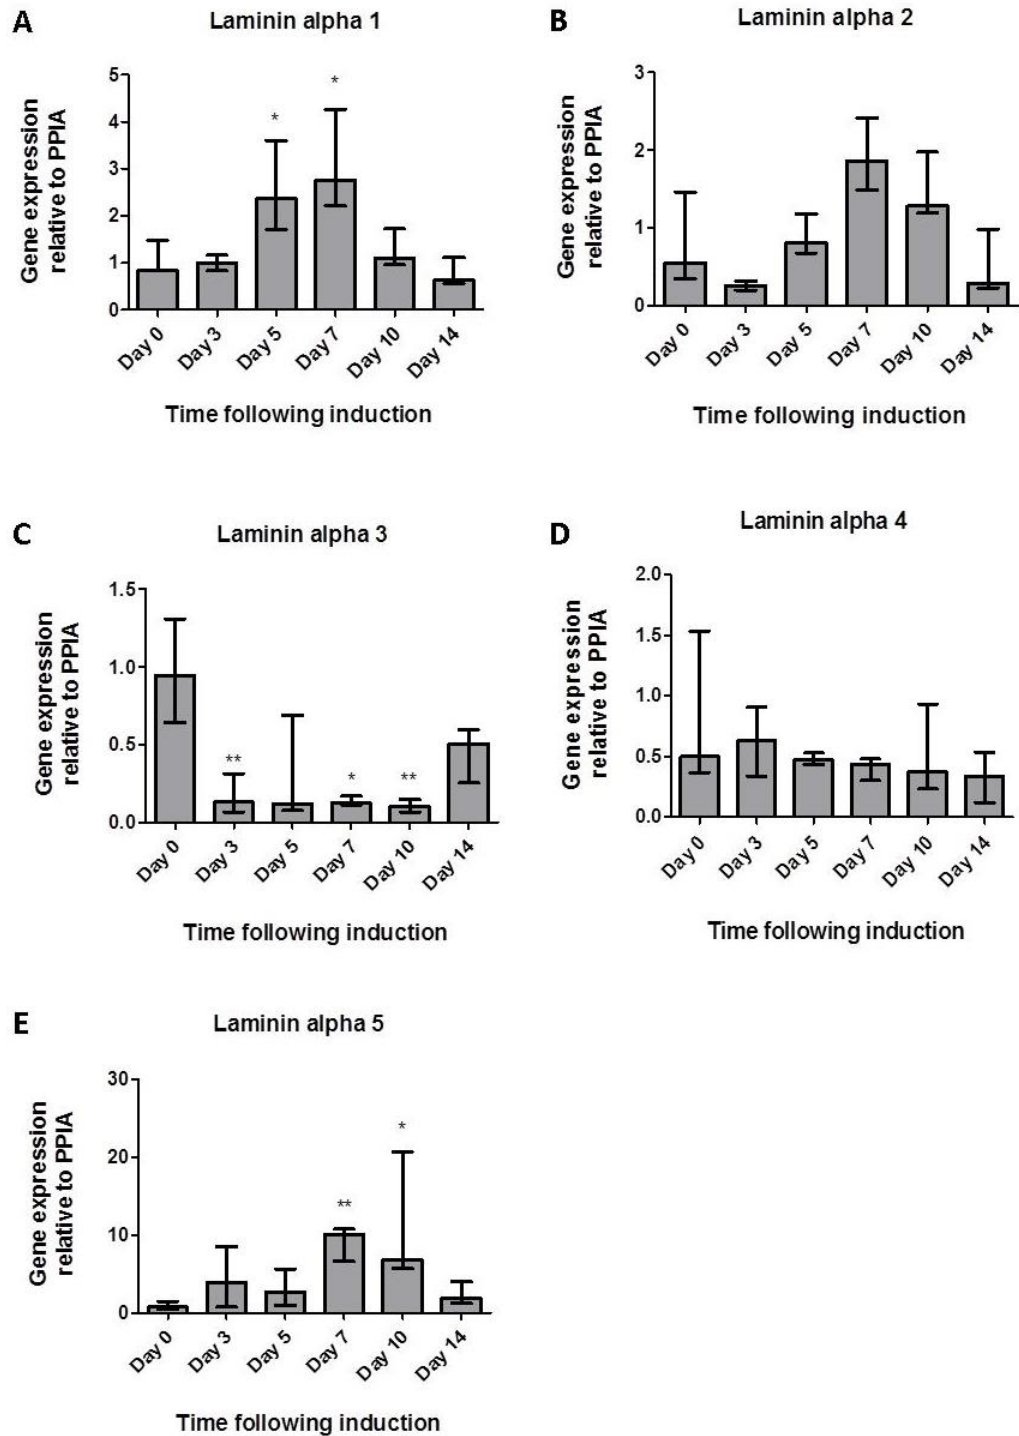 A
Laminin alpha 1
Gene expression
relative to PPIA
5
4
3
2
1
0
*
*
Day 0
Day 3
Day 5
Day 7
Day 10
Day 14
Time following induction
B
Laminin alpha 2
Gene expression
relative to PPIA
3
2
1
0
Day 0
Day 3
Day 5
Day 7
Day 10
Day 14
Time following induction
C
Laminin alpha 3
Gene expression
relative to PPIA
1.5
1.0
0.5
0.0
**
*
**
Day 0
Day 3
Day 5
Day 7
Day 10
Day 14
Time following induction
D
Laminin alpha 4
Gene expression
relative to PPIA
2.0
1.5
1.0
0.5
0.0
Day 0
Day 3
Day 5
Day 7
Day 10
Day 14
Time following induction
E
Laminin alpha 5
Gene expression
relative to PPIA
30
20
10
0
**
*
Day 0
Day 3
Day 5
Day 7
Day 10
Day 14
Time following induction